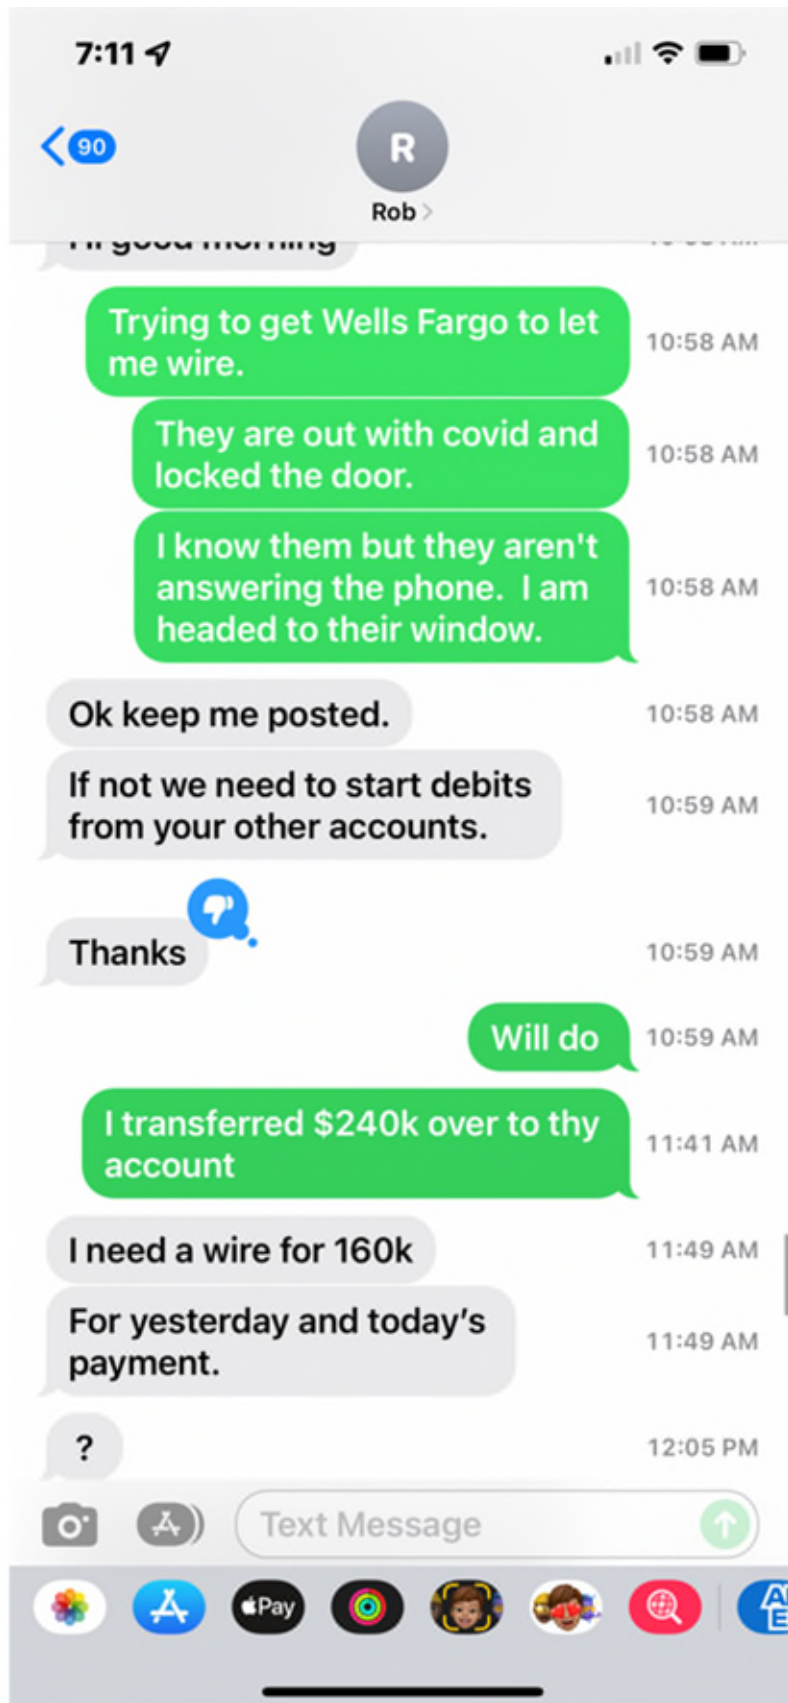 7:11
90
R
Rob
good morning
Trying to get Wells Fargo to let
me wire.
10:58 AM
They are out with covid and
locked the door.
10:58 AM
I know them but they aren't
answering the phone.  I am
headed to their window.
10:58 AM
Ok keep me posted.
10:58 AM
If not we need to start debits
from your other accounts.
10:59 AM
Thanks
10:59 AM
Will do
10:59 AM
I transferred $240k over to thy
account
11:41 AM
I need a wire for 160k
11:49 AM
For yesterday and today’s
payment.
11:49 AM
?
12:05 PM
Text Message
Pay